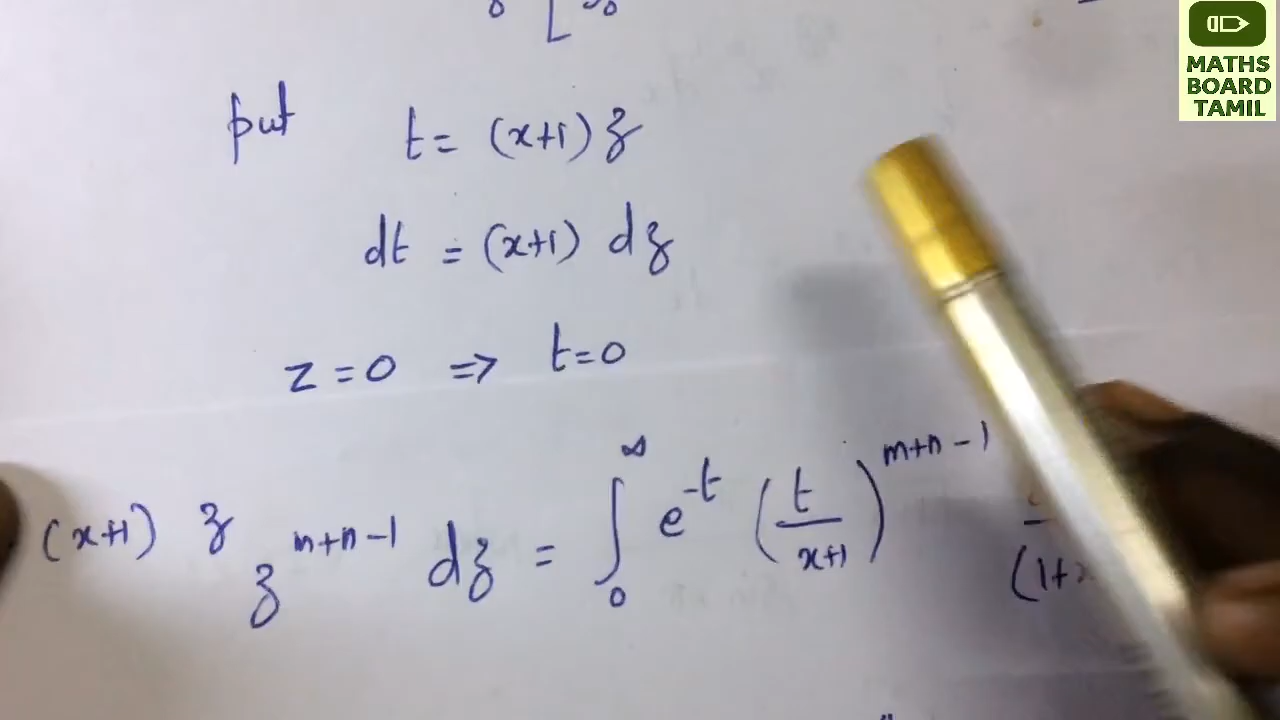 MATHS
BOARD
TAMIL
put t = (x+1) z
dt = (x+1) dz
z = 0 => t = 0
(x+1) z z^{m+n-1} dz = ∫_0^∞ e^{-t} (t/(x+1))^{m+n-1}